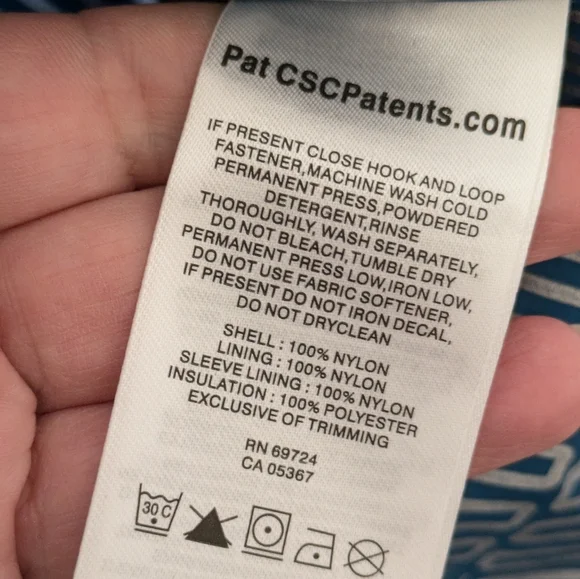 Pat CSCPatents.com
IF PRESENT CLOSE HOOK AND LOOP
FASTENER,MACHINE WASH COLD
PERMANENT PRESS,POWDERED
DETERGENT,RINSE
THOROUGHLY, WASH SEPARATELY,
DO NOT BLEACH,TUMBLE DRY
PERMANENT PRESS LOW,IRON LOW,
DO NOT USE FABRIC SOFTENER,
IF PRESENT DO NOT IRON DECAL,
DO NOT DRYCLEAN
SHELL : 100% NYLON
LINING : 100% NYLON
SLEEVE LINING : 100% NYLON
INSULATION : 100% POLYESTER
EXCLUSIVE OF TRIMMING
RN 69724
CA 05367
30 C